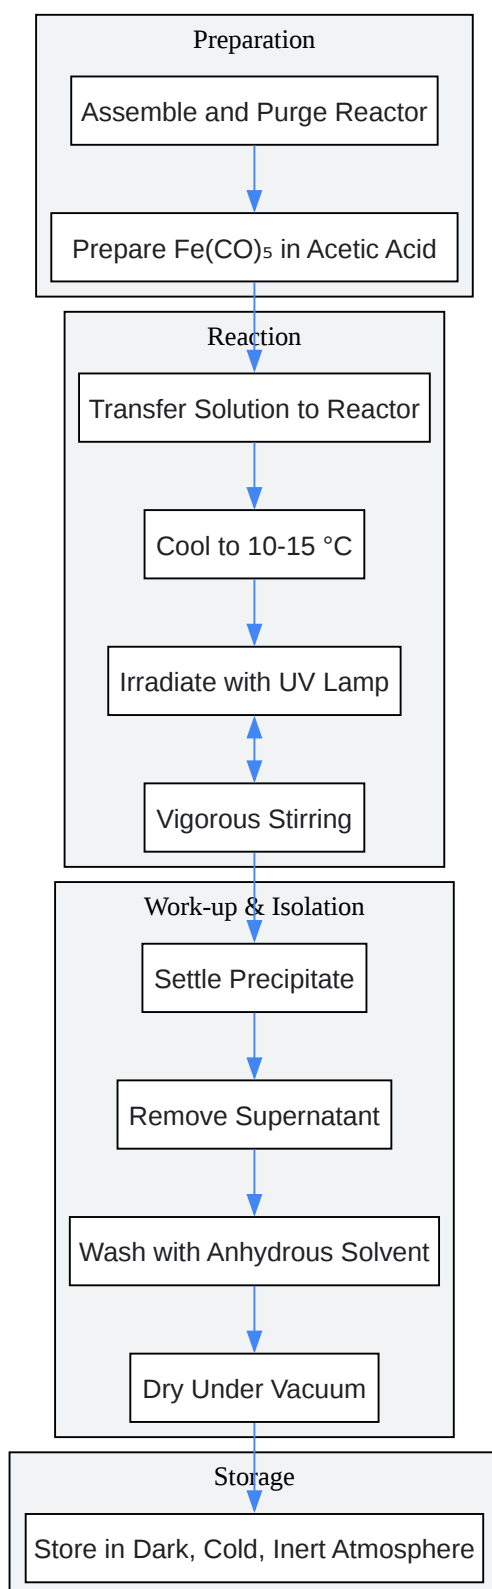 Preparation
Assemble and Purge Reactor
Prepare Fe(CO)₅ in Acetic Acid
Reaction
Transfer Solution to Reactor
Cool to 10-15 °C
Irradiate with UV Lamp
Vigorous Stirring
Work-up & Isolation
Settle Precipitate
Remove Supernatant
Wash with Anhydrous Solvent
Dry Under Vacuum
Storage
Store in Dark, Cold, Inert Atmosphere